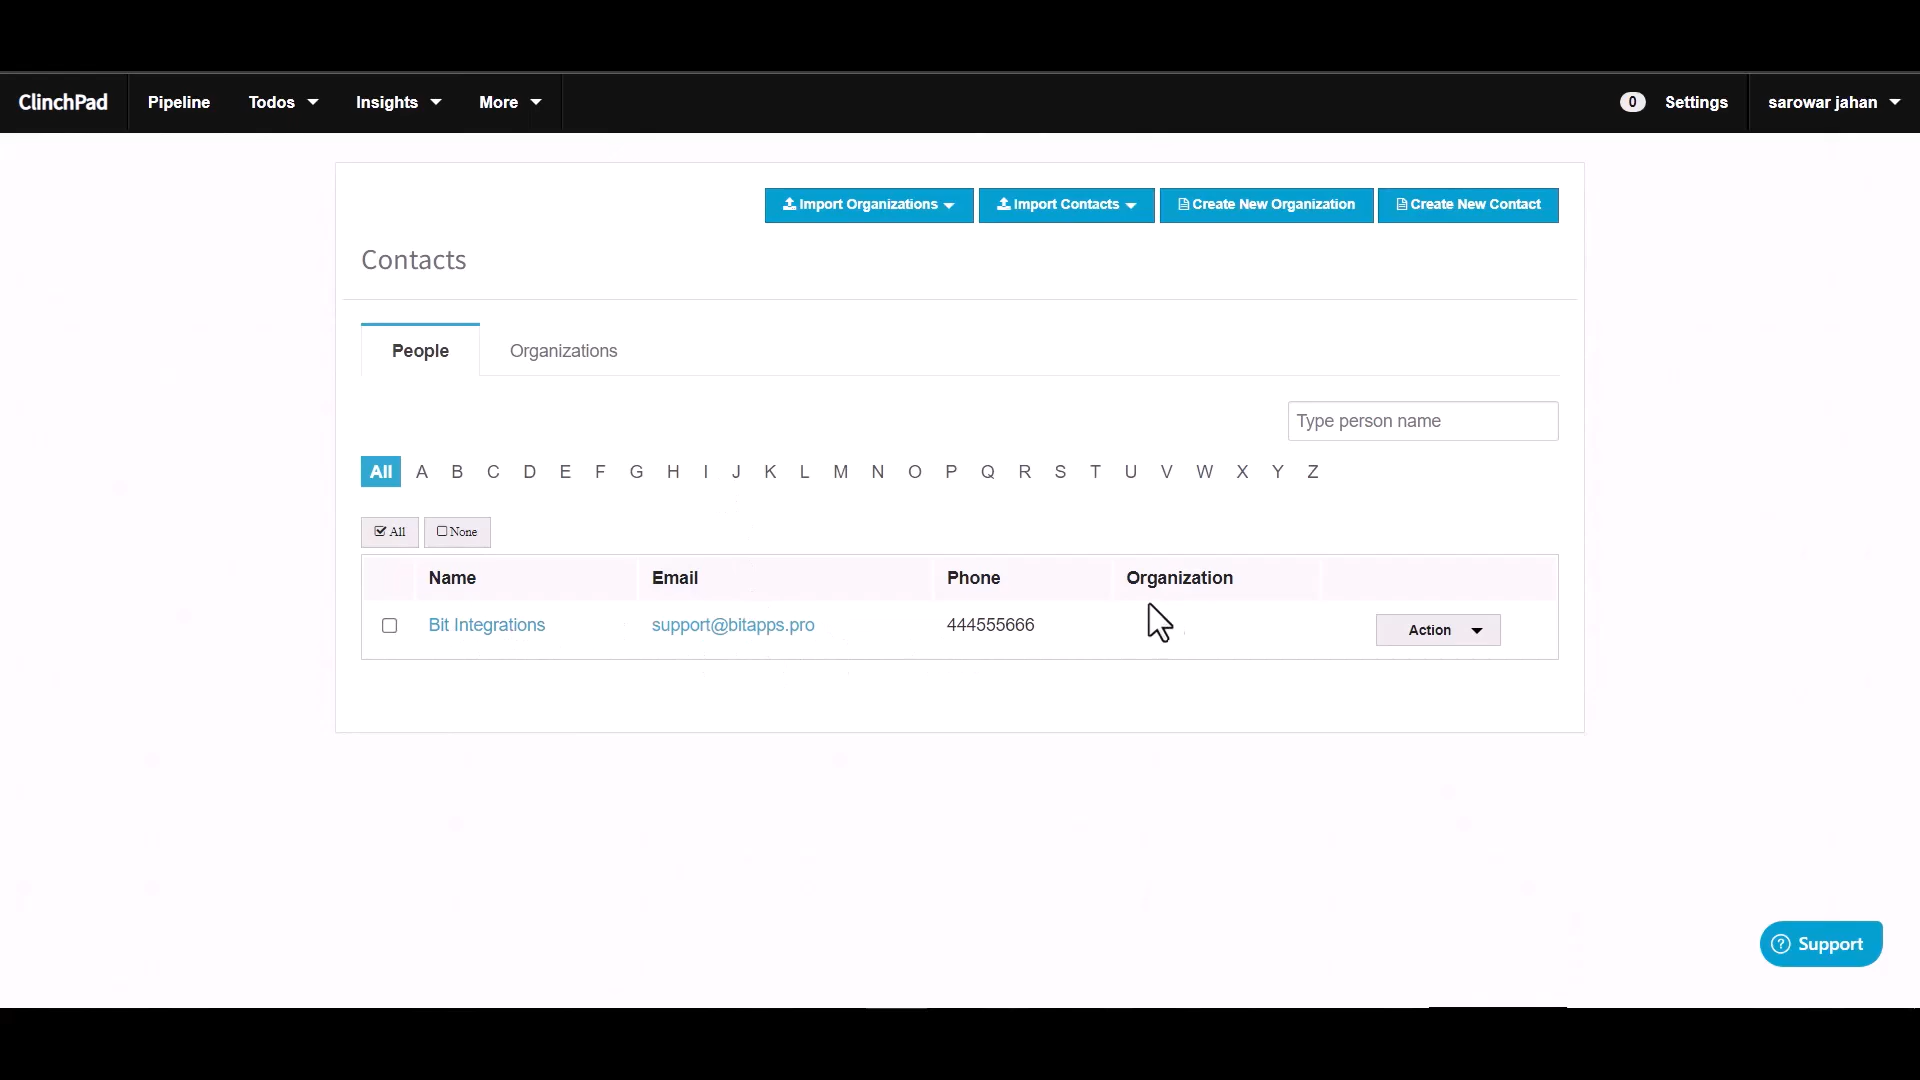 ClinchPad Pipeline Todos Insights More 0 Settings sarowar jahan
Import Organizations Import Contacts Create New Organization Create New Contact
Contacts
People Organizations
Type person name
All A B C D E F G H I J K L M N O P Q R S T U V W X Y Z
All None
Name Email Phone Organization
Bit Integrations support@bitapps.pro 444555666 Action
Support